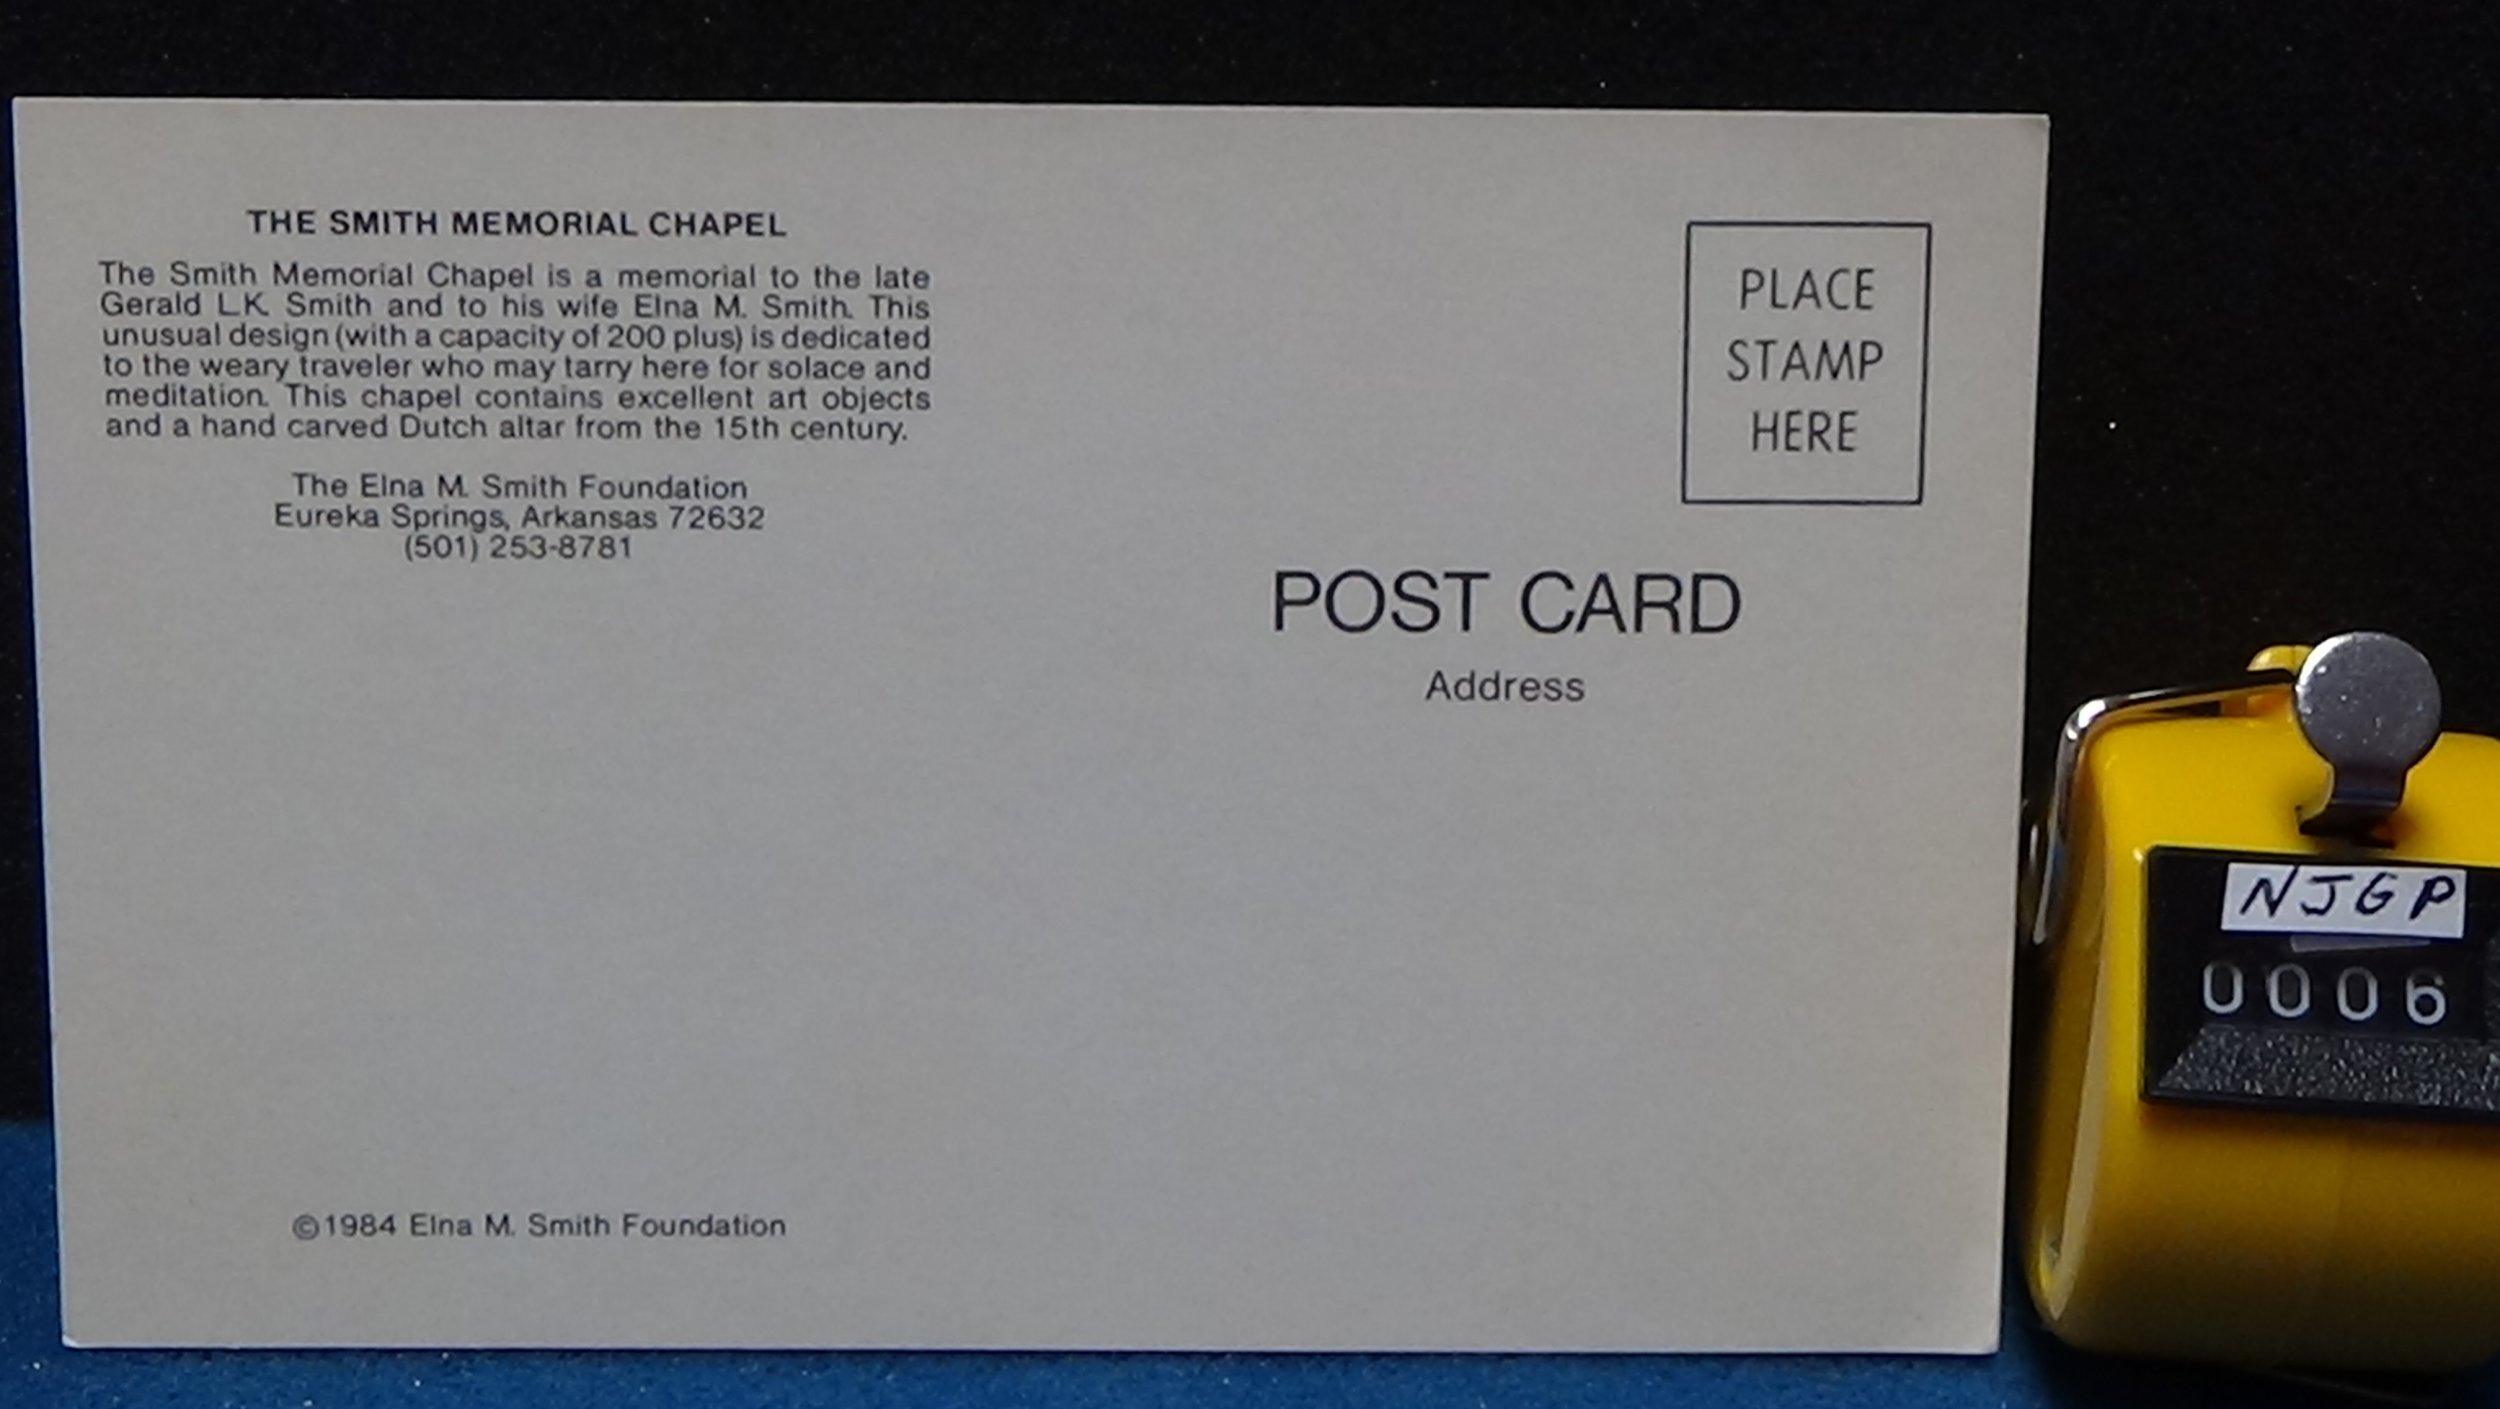 THE SMITH MEMORIAL CHAPEL
The Smith Memorial Chapel is a memorial to the late
Gerald L.K. Smith and to his wife Elna M. Smith. This
unusual design (with a capacity of 200 plus) is dedicated
to the weary traveler who may tarry here for solace and
meditation. This chapel contains excellent art objects
and a hand carved Dutch altar from the 15th century.
The Elna M. Smith Foundation
Eureka Springs, Arkansas 72632
(501) 253-8781
©1984 Elna M. Smith Foundation
PLACE
STAMP
HERE
POST CARD
Address
NJGP
0006